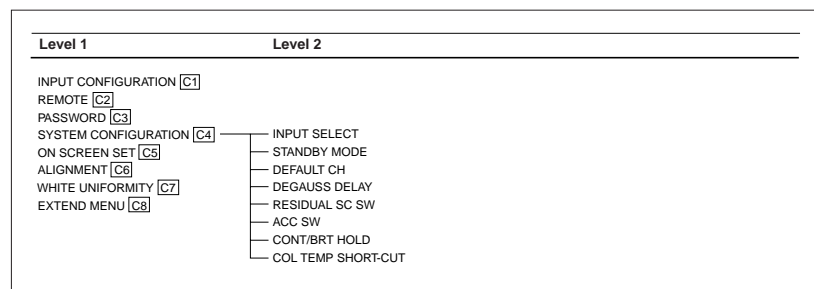 Level 1 Level 2
INPUT CONFIGURATION C1
REMOTE C2
PASSWORD C3
SYSTEM CONFIGURATION C4 INPUT SELECT
ON SCREEN SET C5 STANDBY MODE
ALIGNMENT C6 DEFAULT CH
WHITE UNIFORMITY C7 DEGAUSS DELAY
EXTEND MENU C8 RESIDUAL SC SW
ACC SW
CONT/BRT HOLD
COL TEMP SHORT-CUT